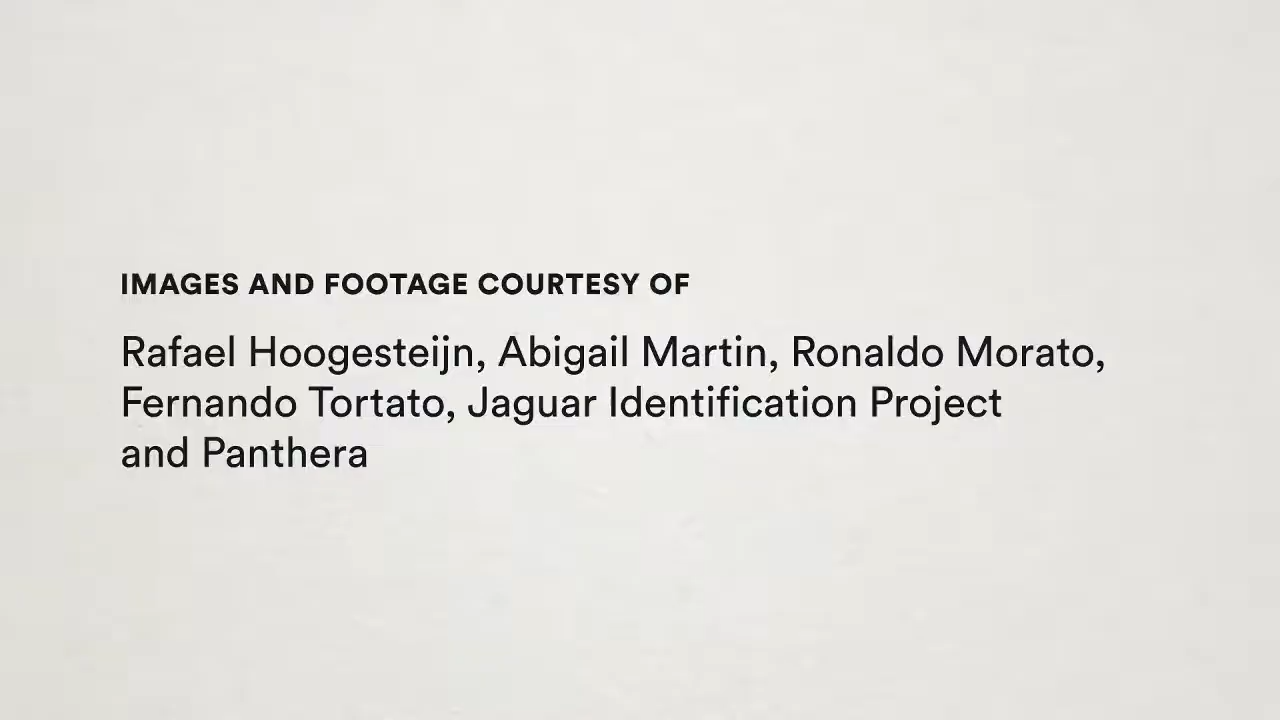 IMAGES AND FOOTAGE COURTESY OF
Rafael Hoogesteijn, Abigail Martin, Ronaldo Morato,
Fernando Tortato, Jaguar Identification Project
and Panthera